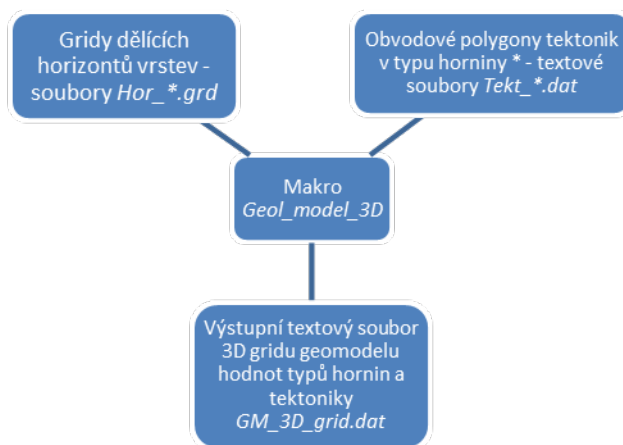 Gridy dělících
horizontů vrstev -
soubory Hor_*.grd
Obvodové polygony tektonik
v typu horniny * - textové
soubory Tekt_*.dat
Makro
Geol_model_3D
Výstupní textový soubor
3D gridu geomodelu
hodnot typů hornin a
tektoniky
GM_3D_grid.dat